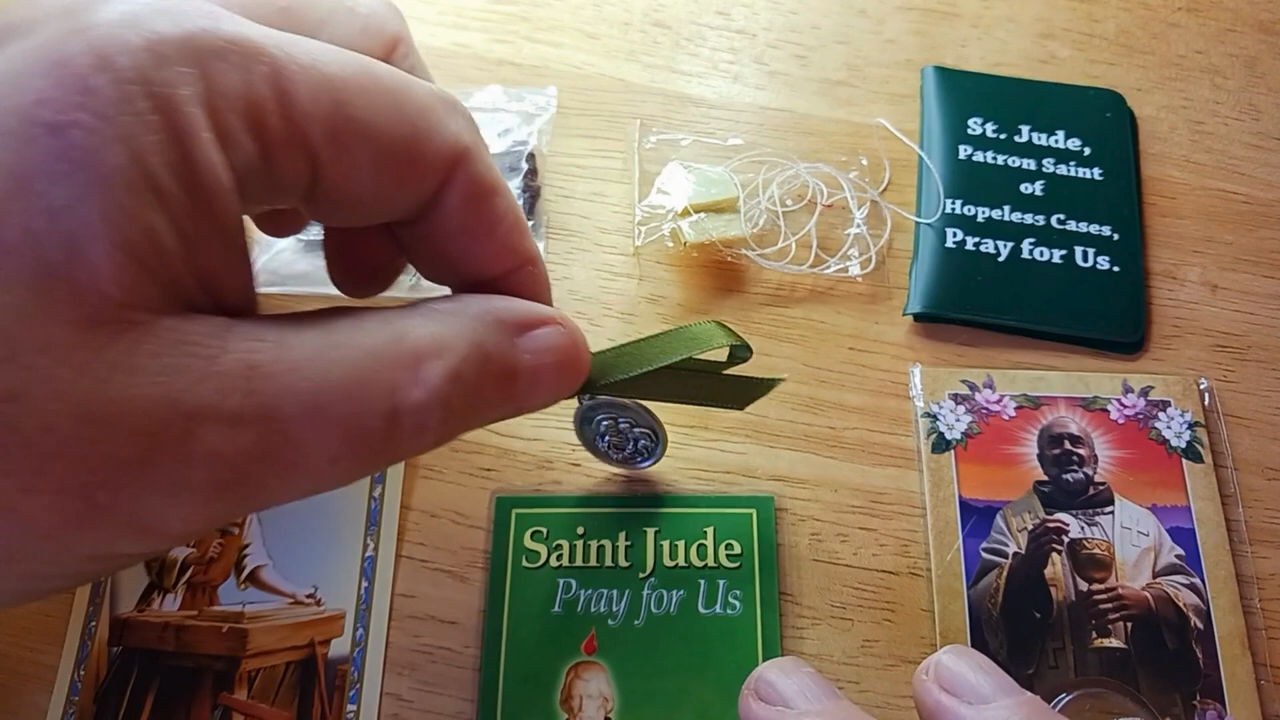 St. Jude,
Patron Saint
of
Hopeless Cases,
Pray for Us.
Saint Jude
Pray for Us